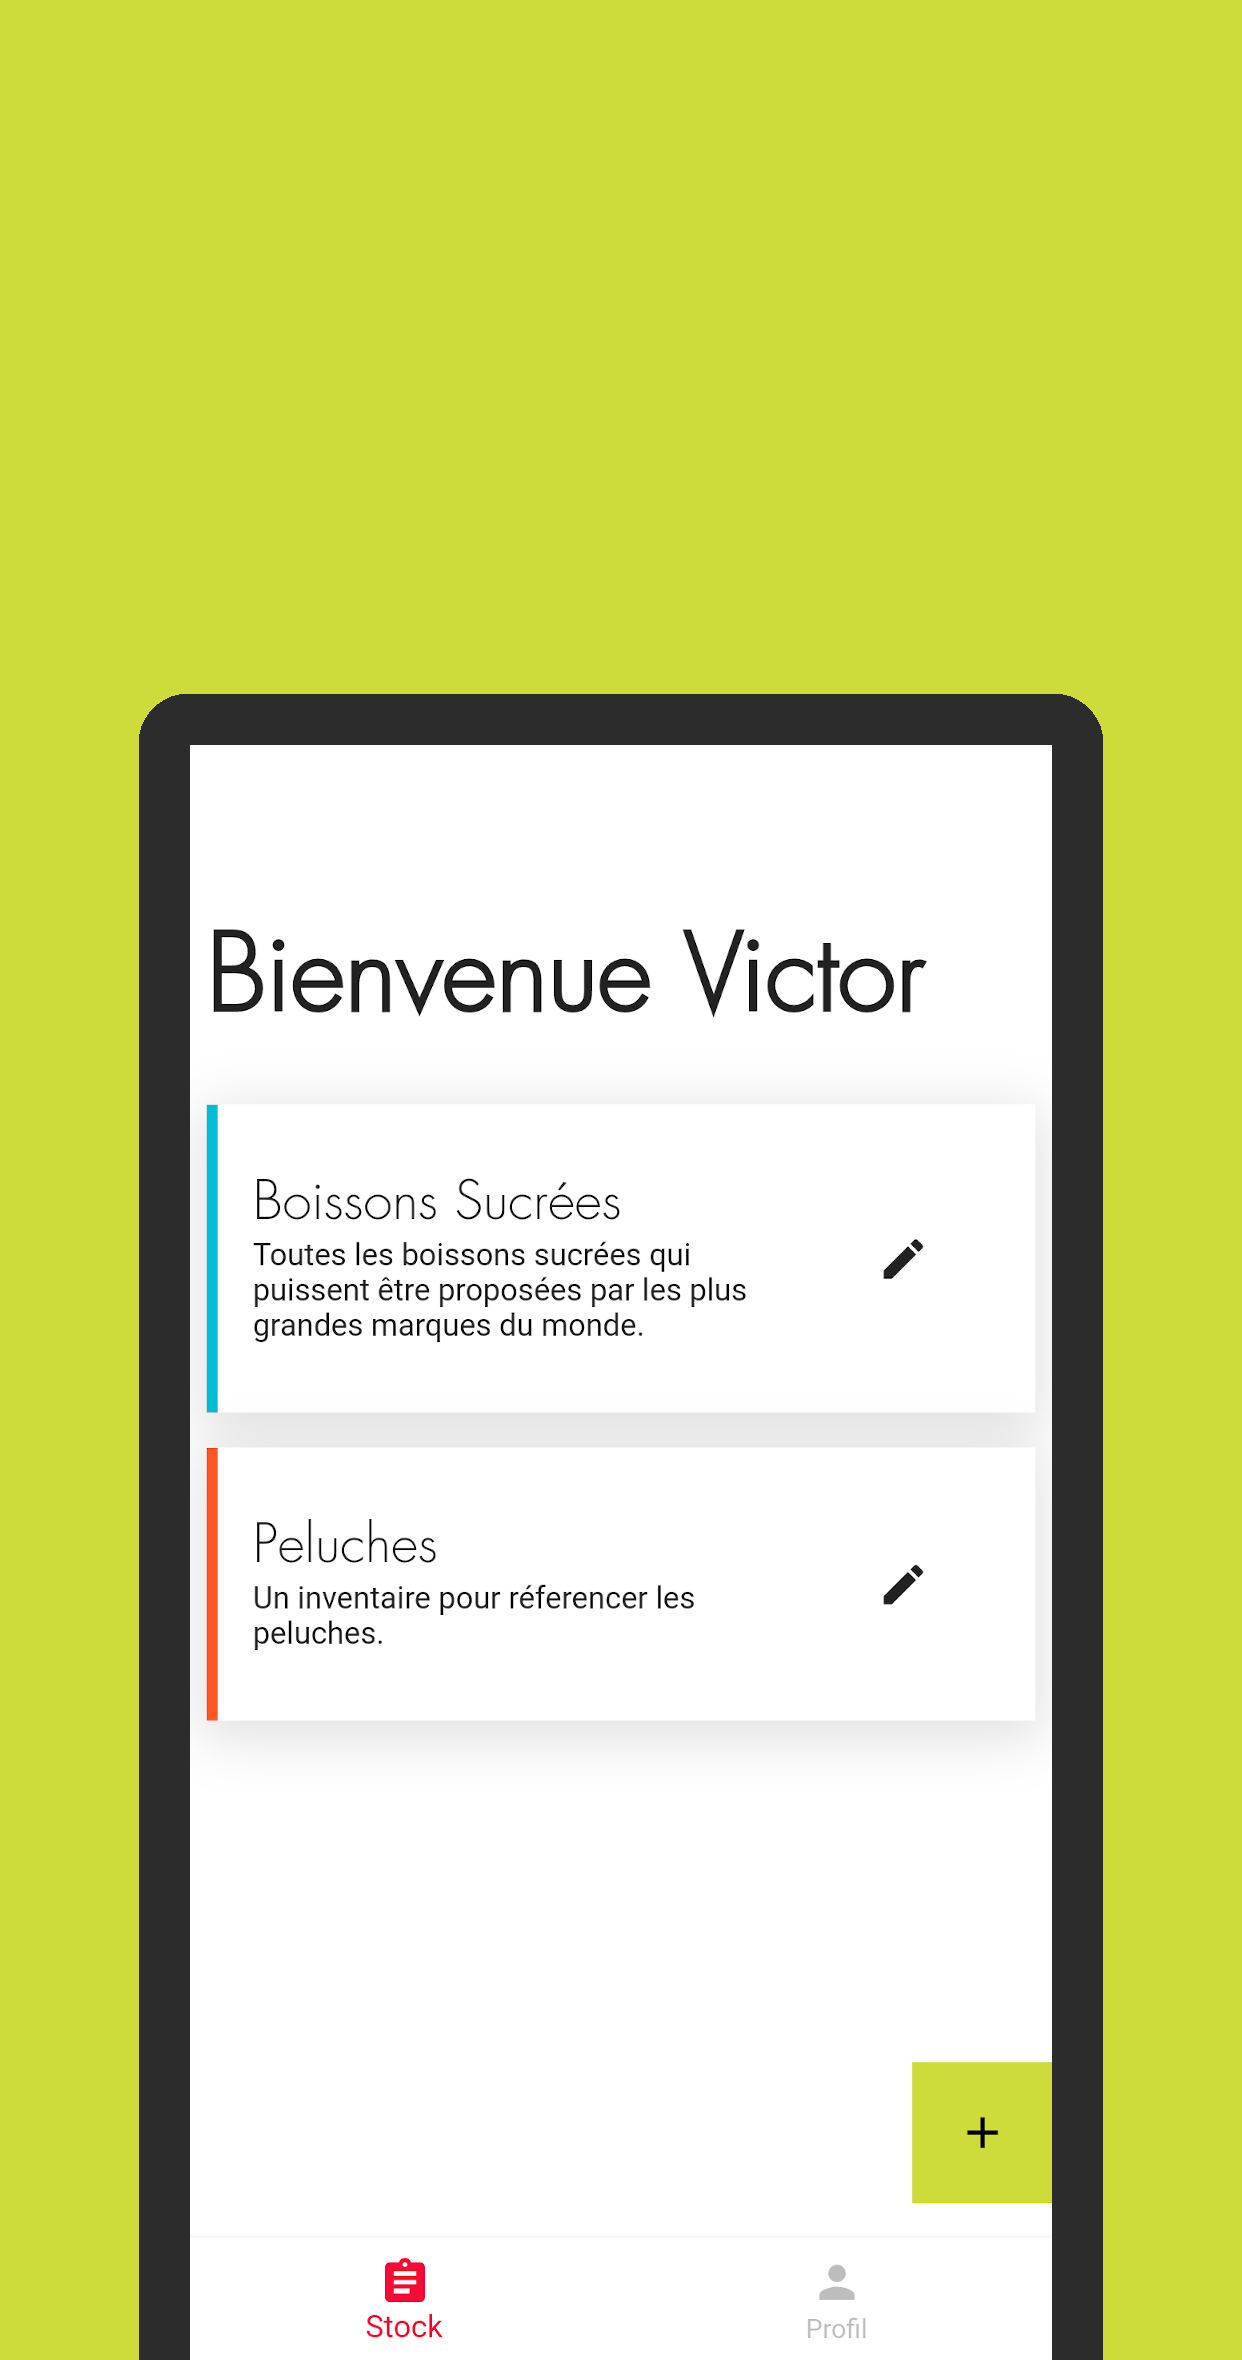 Bienvenue Victor
Boissons Sucrées
Toutes les boissons sucrées qui
puissent être proposées par les plus
grandes marques du monde.
Peluches
Un inventaire pour réferencer les
peluches.
+
Stock
Profil